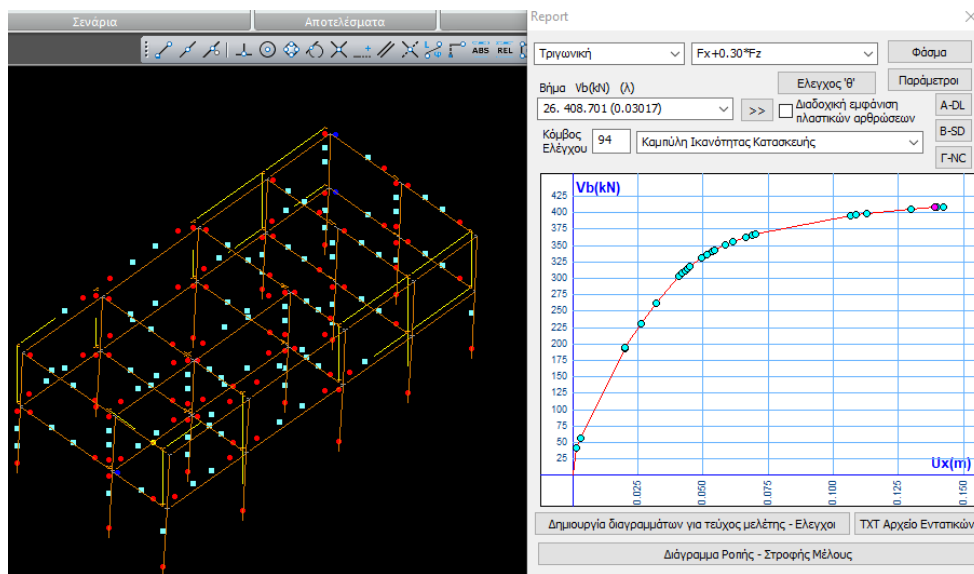 Σενάρια
Αποτελέσματα
ABS REL
Report
Τριγωνική
Fx+0.30*Fz
Φάσμα
Βήμα Vb(kN) (λ)
Ελεγχος 'θ'
Παράμετροι
26. 408.701 (0.03017)
>>
Διαδοχική εμφάνιση
πλαστικών αρθρώσεων
A-DL
B-SD
Γ-NC
Κόμβος
Ελέγχου
94
Καμπύλη Ικανότητας Κατασκευής
Vb(kN)
425
400
375
350
325
300
275
250
225
200
175
150
125
100
75
50
25
Ux(m)
0.025
0.050
0.075
0.100
0.125
0.150
Δημιουργία διαγραμμάτων για τεύχος μελέτης - Ελεγχοι
TXT Αρχείο Εντατικών
Διάγραμμα Ροπής - Στροφής Μέλους